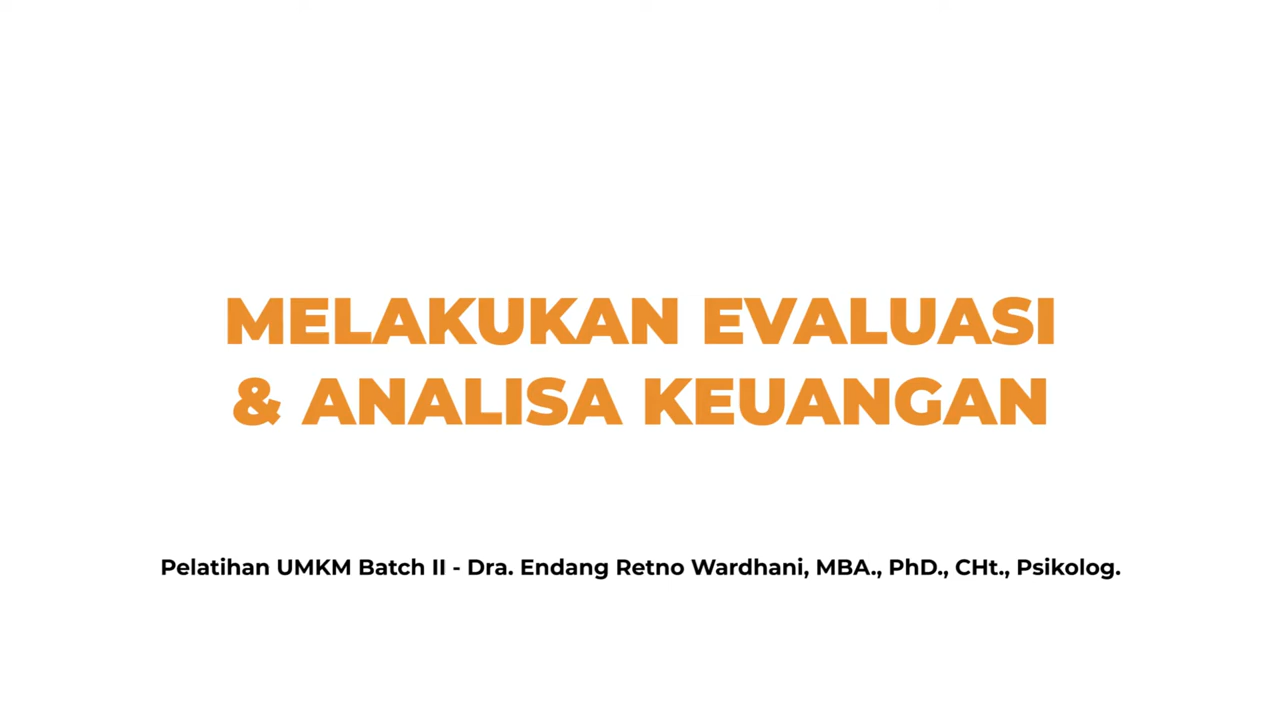 MELAKUKAN EVALUASI
& ANALISA KEUANGAN
Pelatihan UMKM Batch II - Dra. Endang Retno Wardhani, MBA., PhD., CHt., Psikolog.